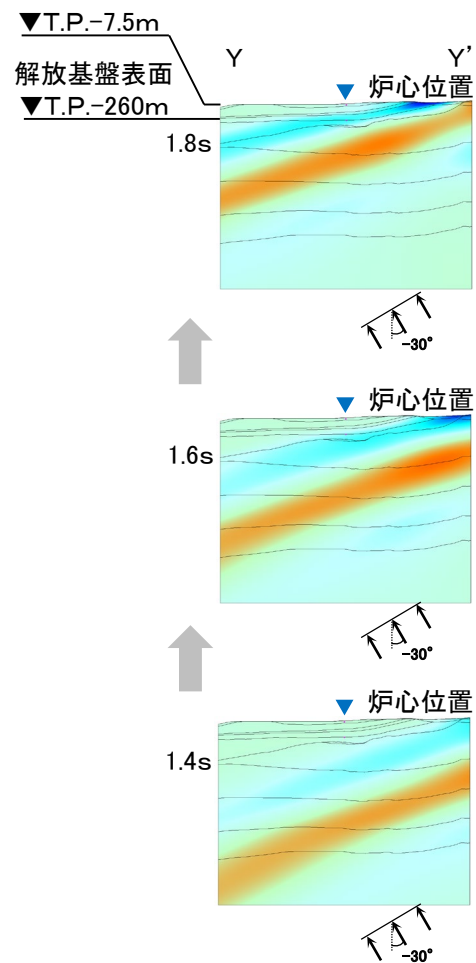 ▼T.P.-7.5m
Y Y'
解放基盤表面
▼T.P.-260m
▼ 炉心位置
1.8s
-30°
▼ 炉心位置
1.6s
-30°
▼ 炉心位置
1.4s
-30°